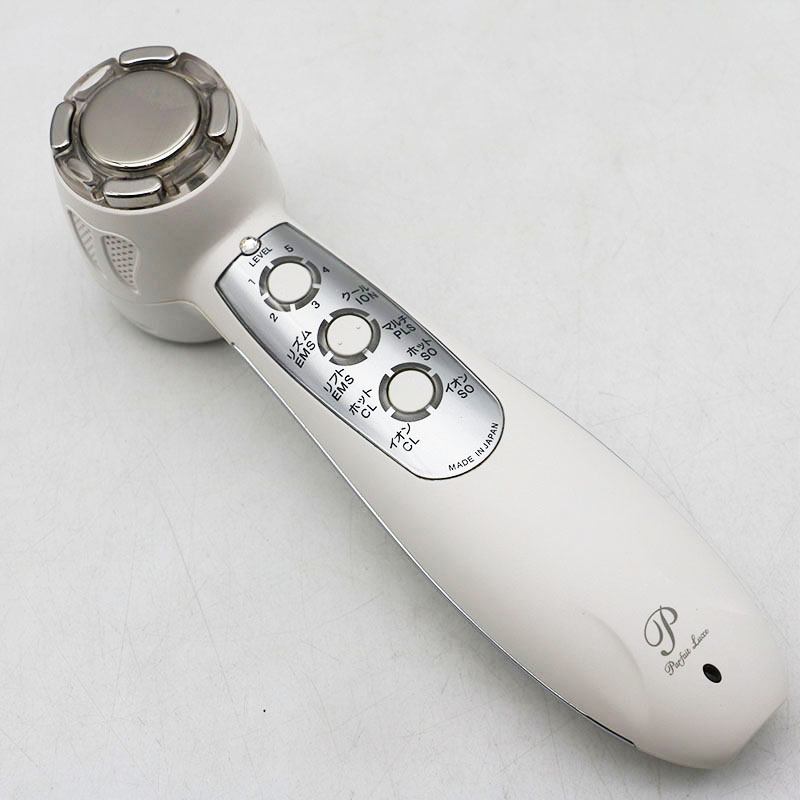 LEVEL
1
2
3
4
5
クール
ION
マルチ
PLS
リズム
EMS
リフト
EMS
ホット
SO
イオン
SO
ホット
CL
イオン
CL
MADE IN JAPAN
P
Parfait Luxe